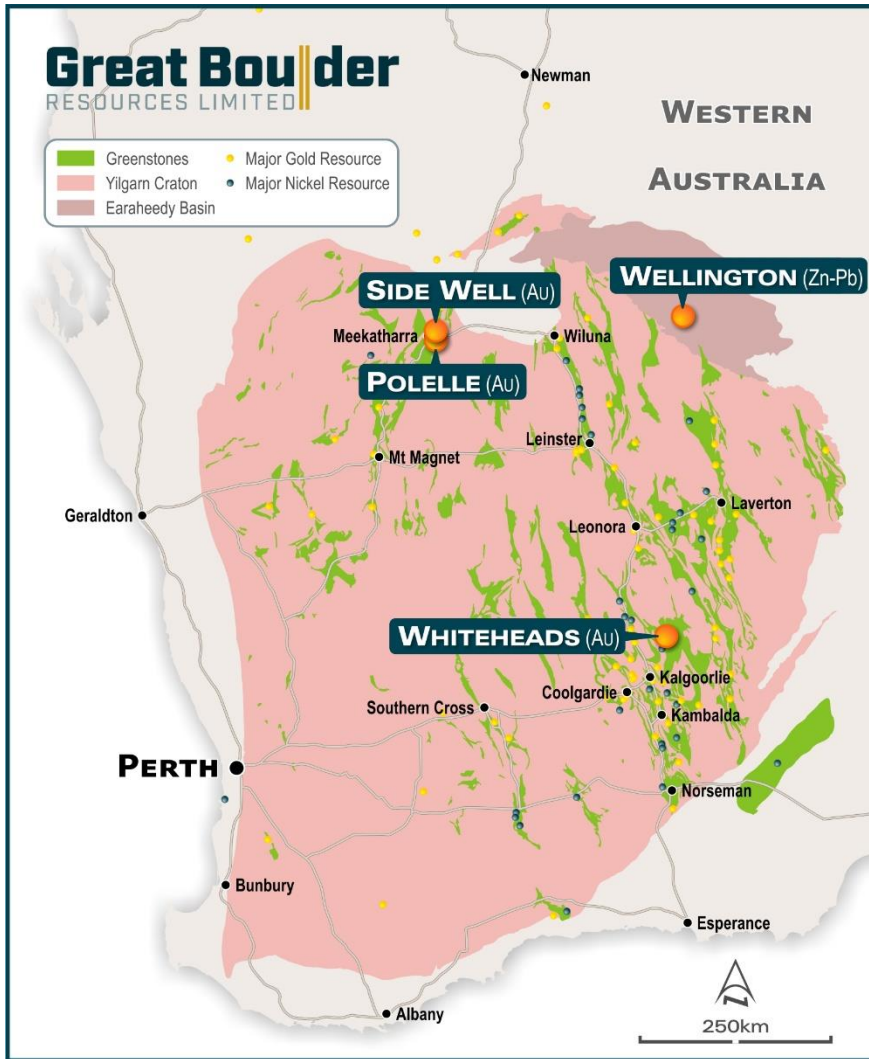 Great Boulder
RESOURCES LIMITED
Greenstones
Yilgarn Craton
Earaheedy Basin
Major Gold Resource
Major Nickel Resource
Newman
WESTERN
AUSTRALIA
SIDE WELL (Au)
WELLINGTON (Zn-Pb)
Meekatharra
Wiluna
POLELLE (Au)
Leinster
Mt Magnet
Geraldton
Laverton
Leonora
WHITEHEADS (Au)
Kalgoorlie
Coolgardie
Southern Cross
Kambalda
PERTH
Norseman
Bunbury
Esperance
Albany
N
250km